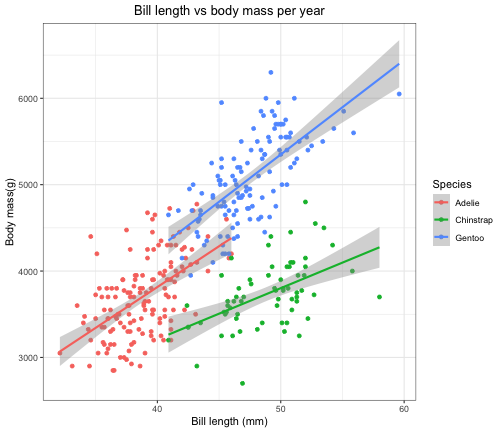 Bill length vs body mass per year
Body mass(g)
6000
5000
4000
3000
40
50
60
Bill length (mm)
Species
Adelie
Chinstrap
Gentoo